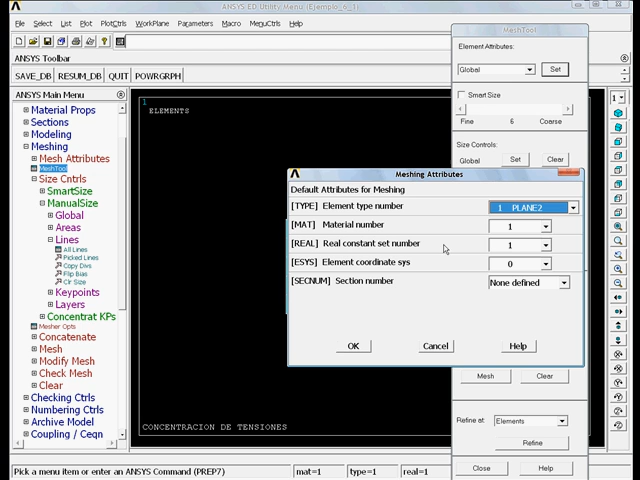 ANSYS ED Utility Menu (Ejemplo_6_1)
File Select List Plot PlotCtrls WorkPlane Parameters Macro MenuCtrls Help
ANSYS Toolbar
SAVE_DB RESUM_DB QUIT POWRGRPH
ANSYS Main Menu
Material Props
Sections
Modeling
Meshing
Mesh Attributes
MeshTool
Size Cntrls
SmartSize
ManualSize
Global
Areas
Lines
All Lines
Picked Lines
Copy Divs
Flip Bias
Clr Size
Keypoints
Layers
Concentrat KPs
Mesher Opts
Concatenate
Mesh
Modify Mesh
Check Mesh
Clear
Checking Ctrls
Numbering Ctrls
Archive Model
Coupling / Ceqn
1
ELEMENTS
CONCENTRACION DE TENSIONES
MeshTool
Element Attributes:
Global Set
Smart Size
Fine 6 Coarse
Size Controls:
Global Set Clear
Meshing Attributes
Default Attributes for Meshing
[TYPE] Element type number 1 PLANE2
[MAT] Material number 1
[REAL] Real constant set number 1
[ESYS] Element coordinate sys 0
[SECNUM] Section number None defined
OK Cancel Help
Mesh Clear
Refine at: Elements
Refine
Close Help
1
Pick a menu item or enter an ANSYS Command (PREP7) mat=1 type=1 real=1